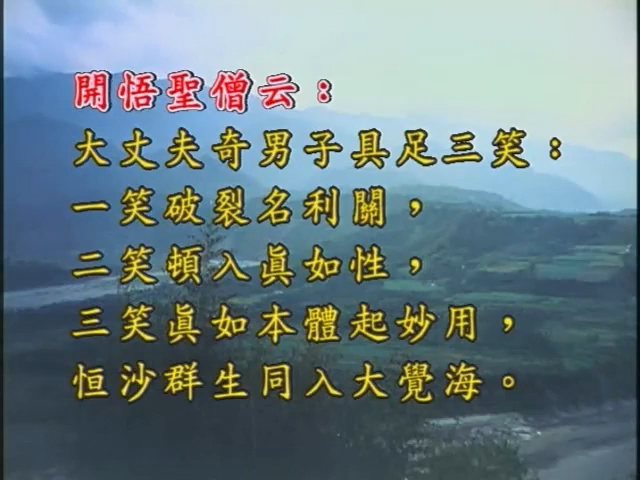 開悟聖僧云：
大丈夫奇男子具足三笑：
一笑破裂名利關，
二笑頓入眞如性，
三笑眞如本體起妙用，
恒沙群生同入大覺海。